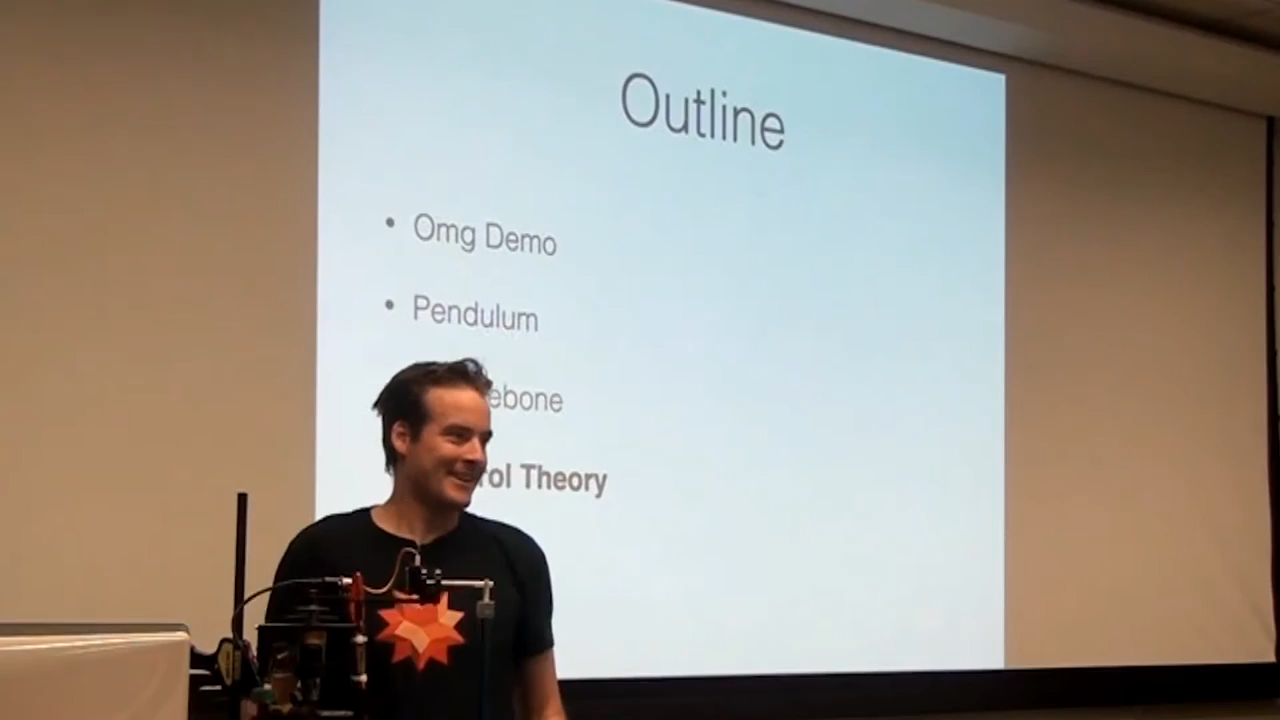 Outline
• Omg Demo
• Pendulum
ebone
rol Theory